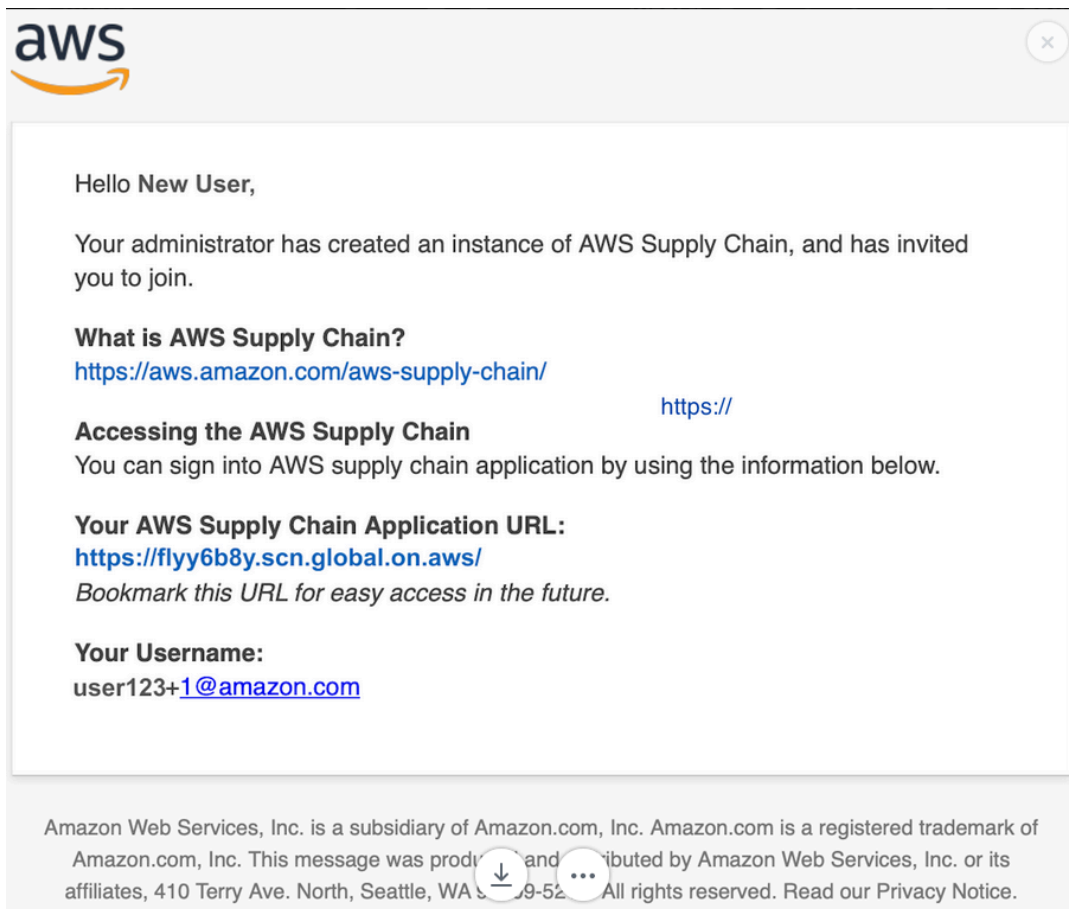 aws
Hello New User,
Your administrator has created an instance of AWS Supply Chain, and has invited
you to join.
What is AWS Supply Chain?
https://aws.amazon.com/aws-supply-chain/
https://
Accessing the AWS Supply Chain
You can sign into AWS supply chain application by using the information below.
Your AWS Supply Chain Application URL:
https://flyy6b8y.scn.global.on.aws/
Bookmark this URL for easy access in the future.
Your Username:
user123+1@amazon.com
Amazon Web Services, Inc. is a subsidiary of Amazon.com, Inc. Amazon.com is a registered trademark of
Amazon.com, Inc. This message was and by Amazon Web Services, Inc. or its
affiliates, 410 Terry Ave. North, Seattle, WA All rights reserved. Read our Privacy Notice.